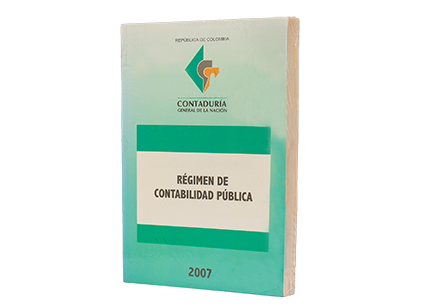 REPÚBLICA DE COLOMBIA
CONTADURÍA
GENERAL DE LA NACIÓN
RÉGIMEN DE
CONTABILIDAD PÚBLICA
2007